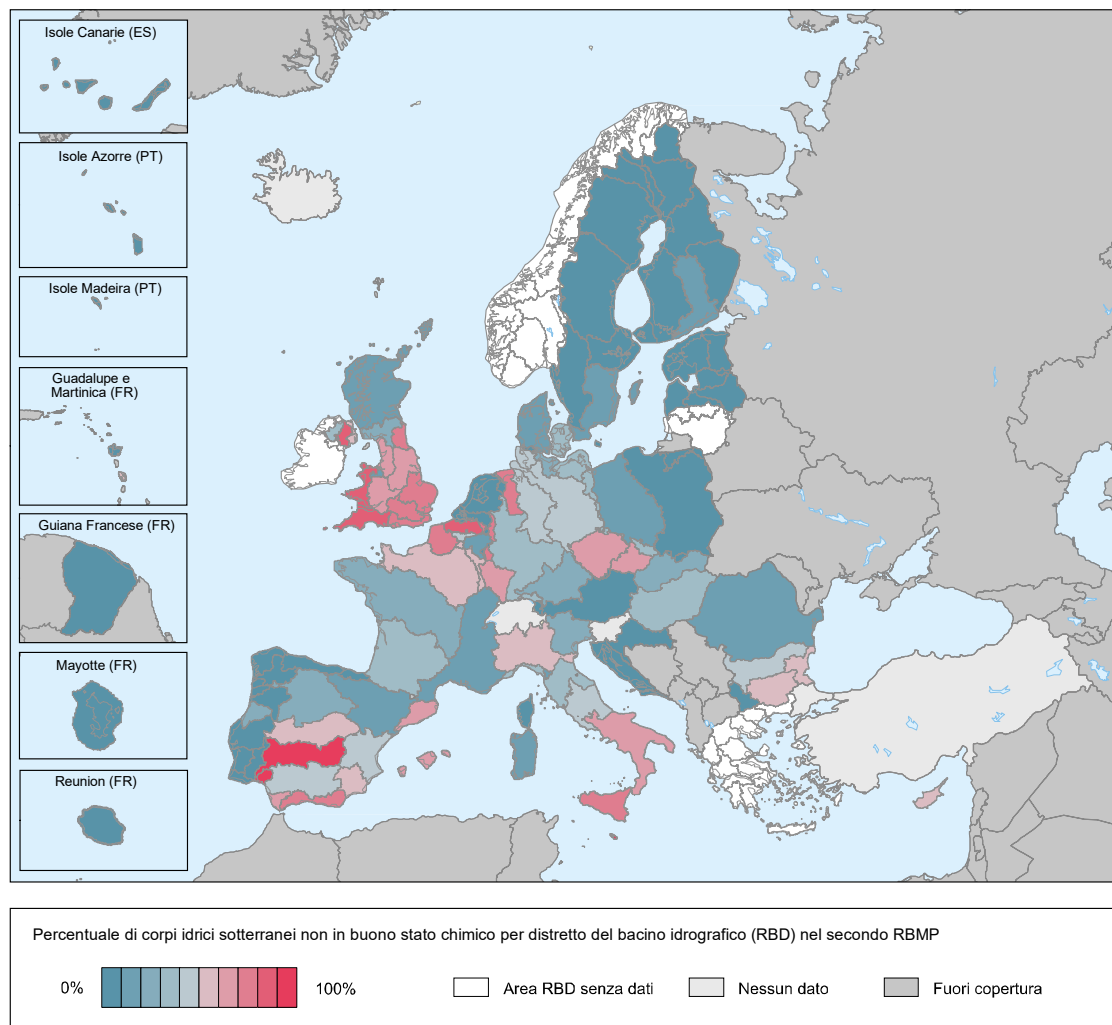 Isole Canarie (ES)
Isole Azorre (PT)
Isole Madeira (PT)
Guadalupe e
Martinica (FR)
Guiana Francese (FR)
Mayotte (FR)
Reunion (FR)
Percentuale di corpi idrici sotterranei non in buono stato chimico per distretto del bacino idrografico (RBD) nel secondo RBMP
0% 100% Area RBD senza dati Nessun dato Fuori copertura